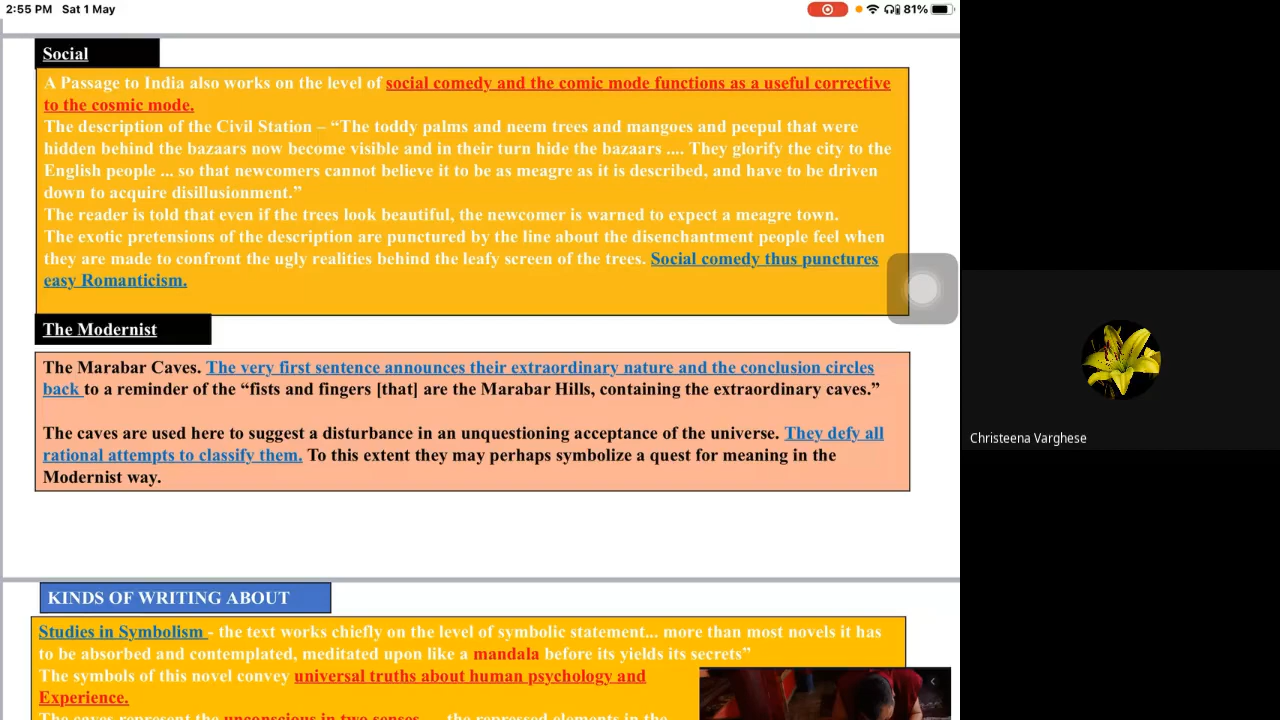 2:55 PM Sat 1 May
81%
Social
A Passage to India also works on the level of social comedy and the comic mode functions as a useful corrective
to the cosmic mode.
The description of the Civil Station – “The toddy palms and neem trees and mangoes and peepul that were
hidden behind the bazaars now become visible and in their turn hide the bazaars .... They glorify the city to the
English people ... so that newcomers cannot believe it to be as meagre as it is described, and have to be driven
down to acquire disillusionment.”
The reader is told that even if the trees look beautiful, the newcomer is warned to expect a meagre town.
The exotic pretensions of the description are punctured by the line about the disenchantment people feel when
they are made to confront the ugly realities behind the leafy screen of the trees. Social comedy thus punctures
easy Romanticism.
The Modernist
The Marabar Caves. The very first sentence announces their extraordinary nature and the conclusion circles
back to a reminder of the “fists and fingers [that] are the Marabar Hills, containing the extraordinary caves.”
The caves are used here to suggest a disturbance in an unquestioning acceptance of the universe. They defy all
rational attempts to classify them. To this extent they may perhaps symbolize a quest for meaning in the
Modernist way.
Christeena Varghese
KINDS OF WRITING ABOUT
Studies in Symbolism - the text works chiefly on the level of symbolic statement... more than most novels it has
to be absorbed and contemplated, meditated upon like a mandala before its yields its secrets”
The symbols of this novel convey universal truths about human psychology and
Experience.
The caves represent the unconscious in two senses .... the repressed elements in the